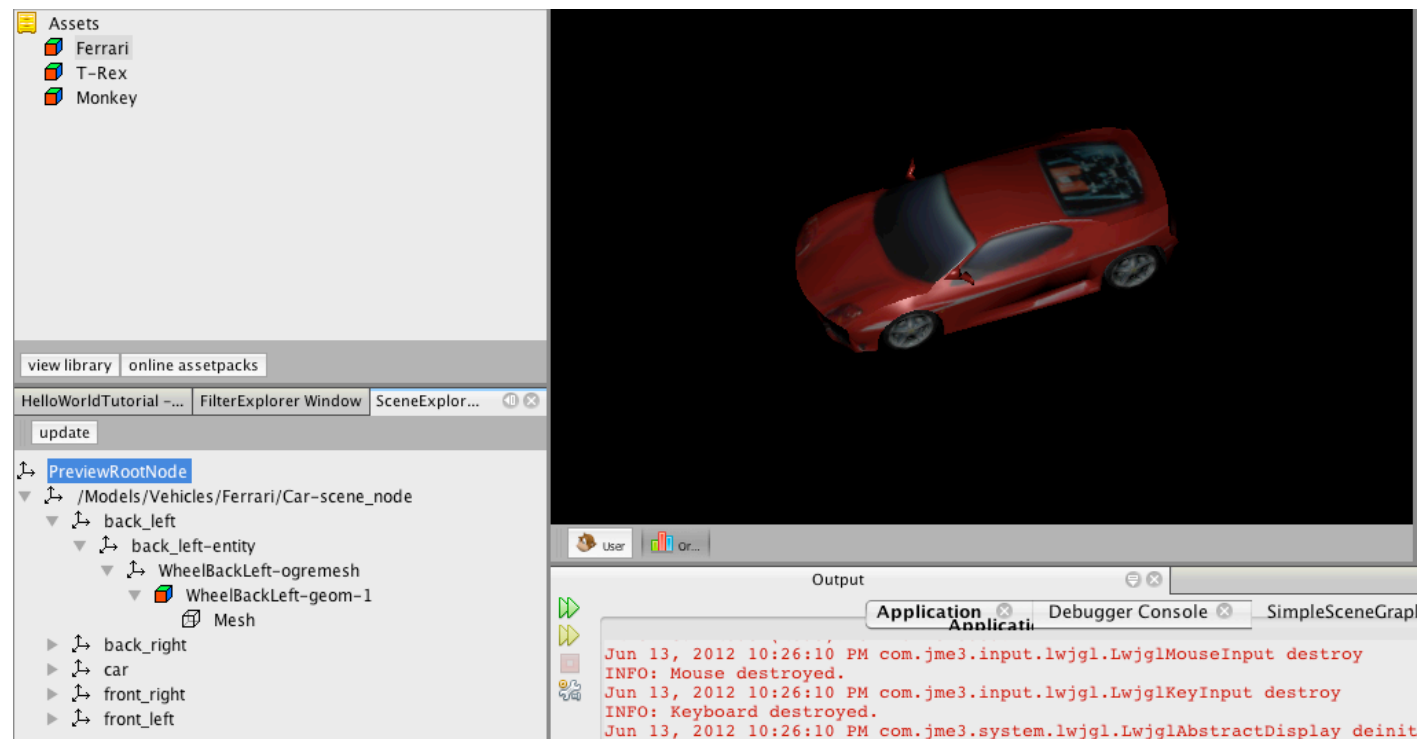 Assets
Ferrari
T-Rex
Monkey
view library online assetpacks
HelloWorldTutorial –... FilterExplorer Window SceneExplor...
update
PreviewRootNode
/Models/Vehicles/Ferrari/Car-scene_node
back_left
back_left-entity
WheelBackLeft-ogremesh
WheelBackLeft-geom-1
Mesh
back_right
car
front_right
front_left
User Or...
Output
Application Debugger Console SimpleSceneGrapl
Applicati
Jun 13, 2012 10:26:10 PM com.jme3.input.lwjgl.LwjglMouseInput destroy
INFO: Mouse destroyed.
Jun 13, 2012 10:26:10 PM com.jme3.input.lwjgl.LwjglKeyInput destroy
INFO: Keyboard destroyed.
Jun 13, 2012 10:26:10 PM com.jme3.system.lwjgl.LwjglAbstractDisplay deinit